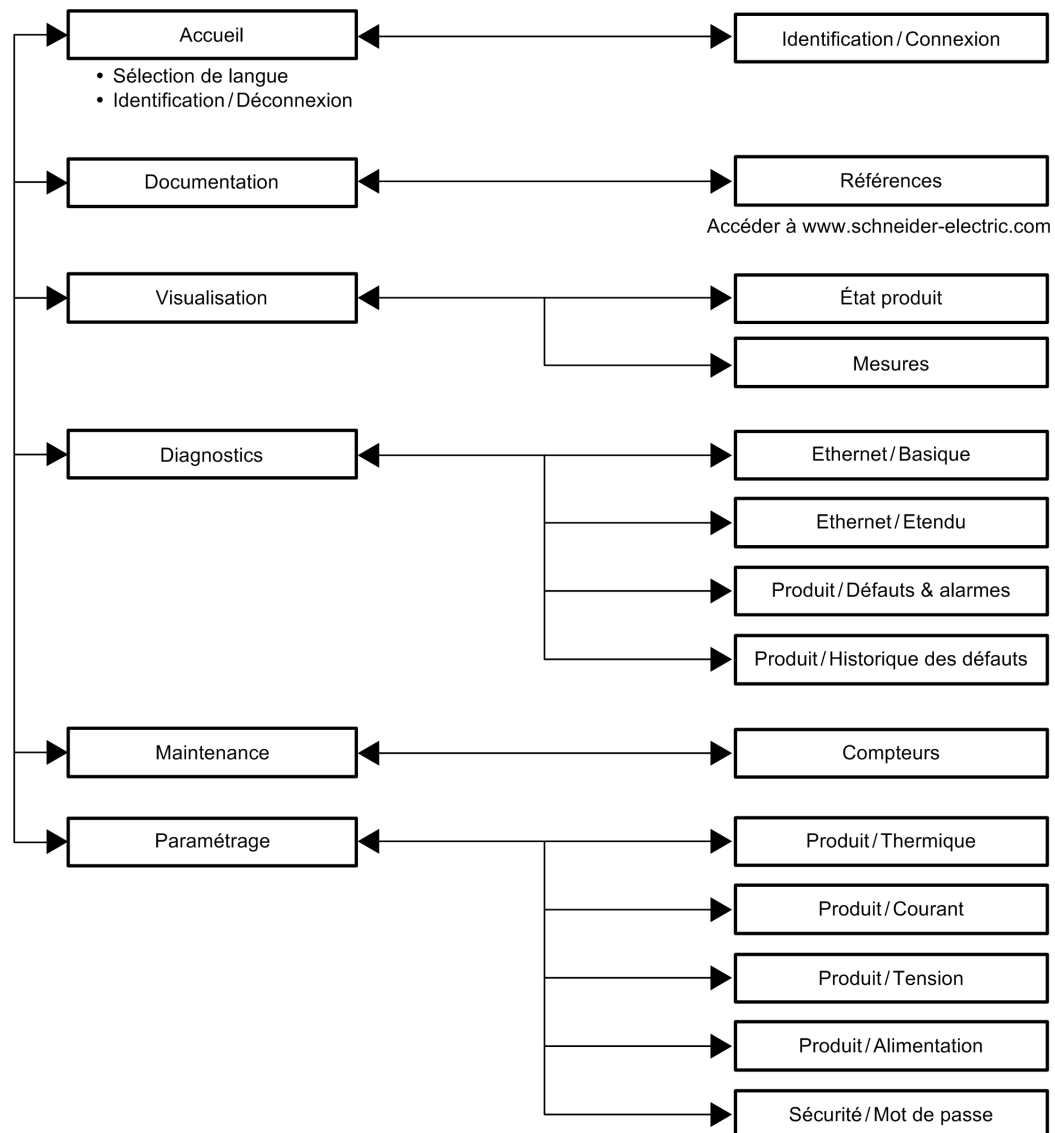 Accueil
Identification/Connexion
• Sélection de langue
• Identification/Déconnexion
Documentation
Références
Accéder à www.schneider-electric.com
Visualisation
État produit
Mesures
Diagnostics
Ethernet/Basique
Ethernet/Etendu
Produit/Défauts & alarmes
Produit/Historique des défauts
Maintenance
Compteurs
Paramétrage
Produit/Thermique
Produit/Courant
Produit/Tension
Produit/Alimentation
Sécurité/Mot de passe